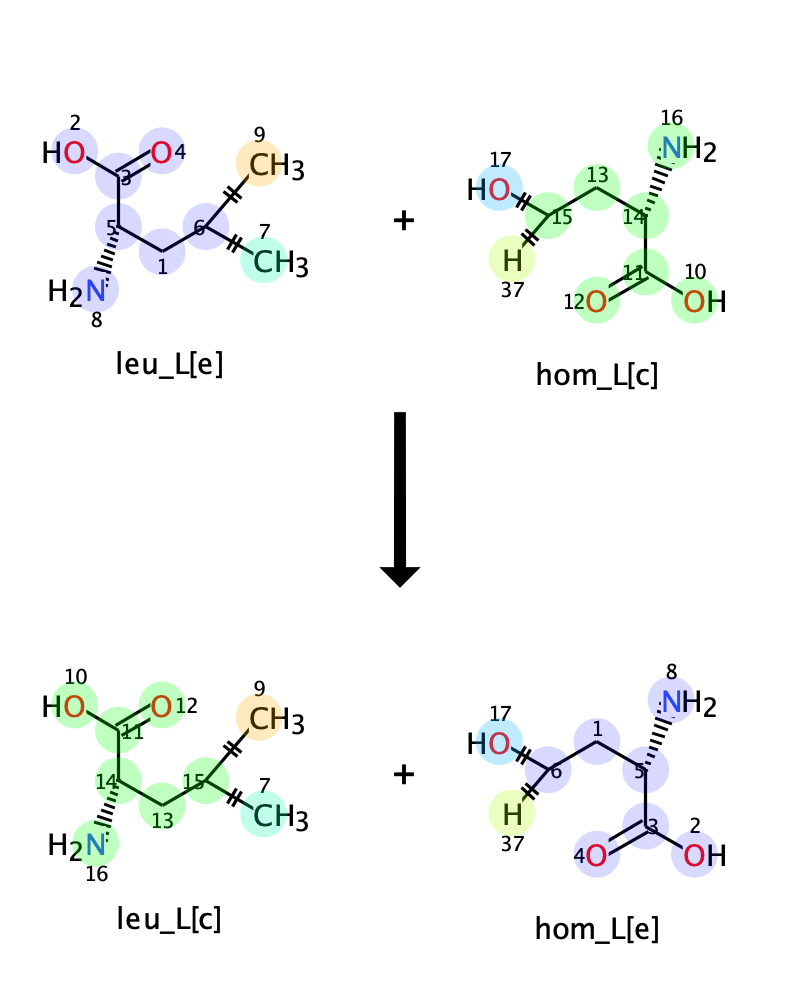 2 9 16
HO O4 CH3 17 13 NH2
3 HO 15 14
5 6 7 +
1 CH3 H 11 10
H2N 37 12O OH
8
leu_L[e] hom_L[c]
10 9 8
HO O12 CH3 17 1 NH2
11 HO 6 5
14 15 7 +
13 CH3 H 3 2
H2N 37 4O OH
16
leu_L[c] hom_L[e]